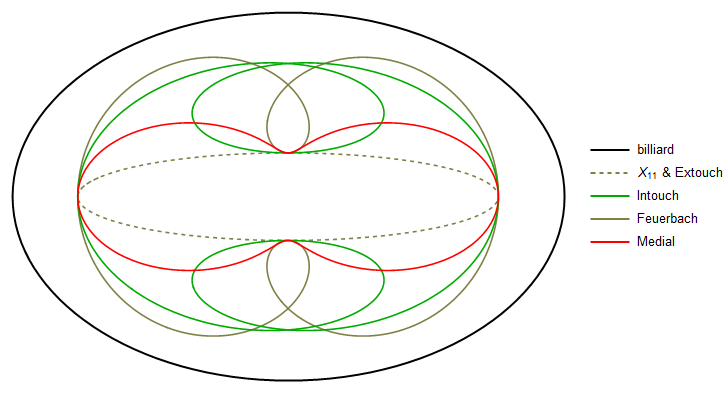 billiard
X₁₁ & Extouch
Intouch
Feuerbach
Medial